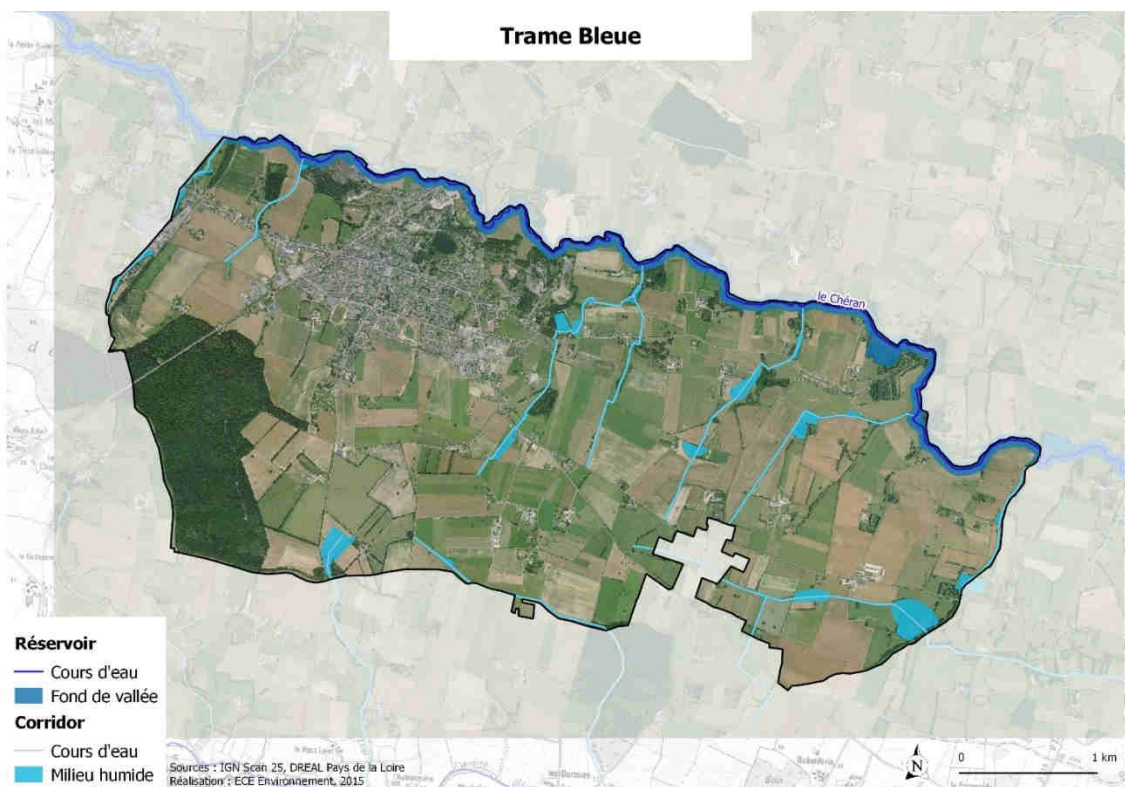 Trame Bleue
le Chéran
Réservoir
Cours d'eau
Fond de vallée
Corridor
Cours d'eau
Milieu humide
Sources : IGN Scan 25, DREAL Pays de la Loire
Réalisation : ECE Environnement, 2015
N
0 1 km